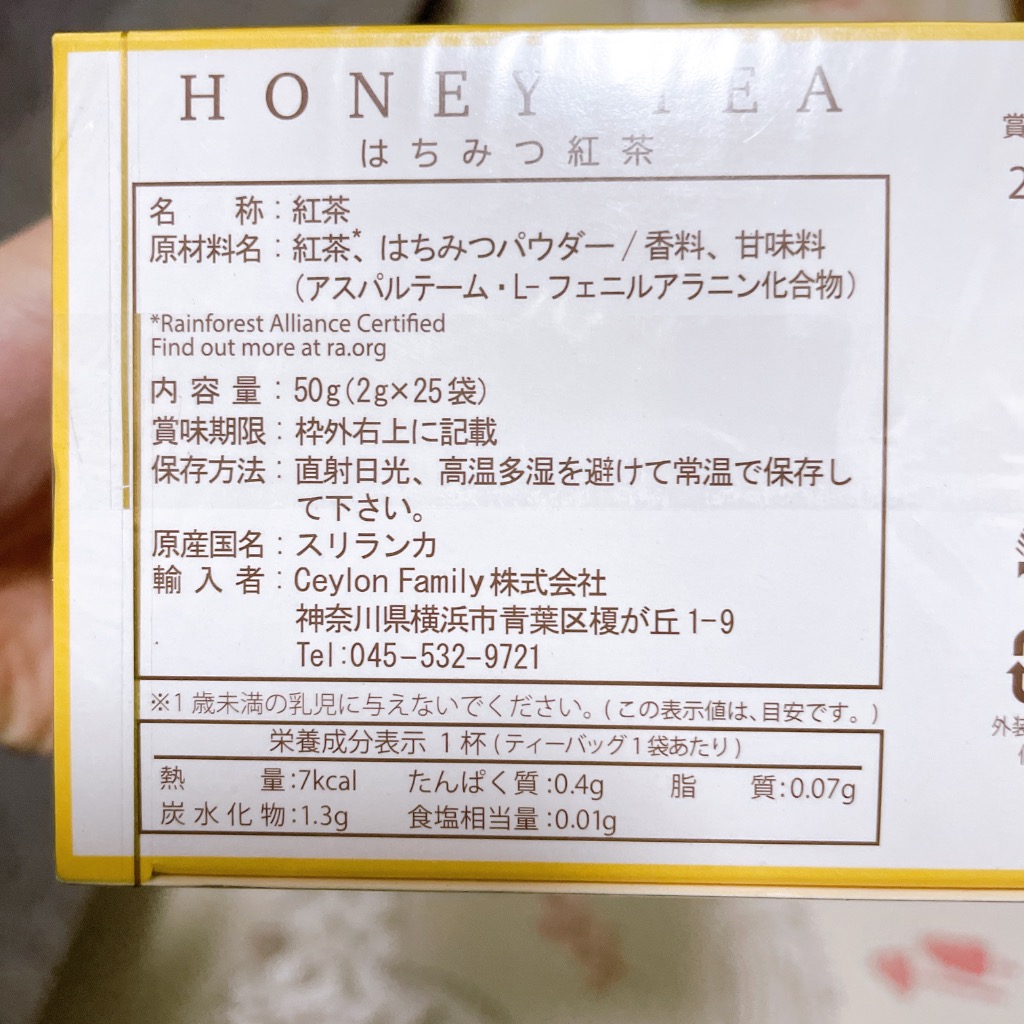 HONEY TEA
はちみつ紅茶
名称：紅茶
原材料名：紅茶*、はちみつパウダー / 香料、甘味料
（アスパルテーム・L-フェニルアラニン化合物）
*Rainforest Alliance Certified
Find out more at ra.org
内容量：50g（2g×25袋）
賞味期限：枠外右上に記載
保存方法：直射日光、高温多湿を避けて常温で保存し
て下さい。
原産国名：スリランカ
輸入者：Ceylon Family株式会社
神奈川県横浜市青葉区榎が丘1-9
Tel:045-532-9721
※1歳未満の乳児に与えないでください。(この表示値は、目安です。)
栄養成分表示 1杯(ティーバッグ1袋あたり)
熱量:7kcal たんぱく質:0.4g 脂質:0.07g
炭水化物:1.3g 食塩相当量:0.01g
賞
2
外装